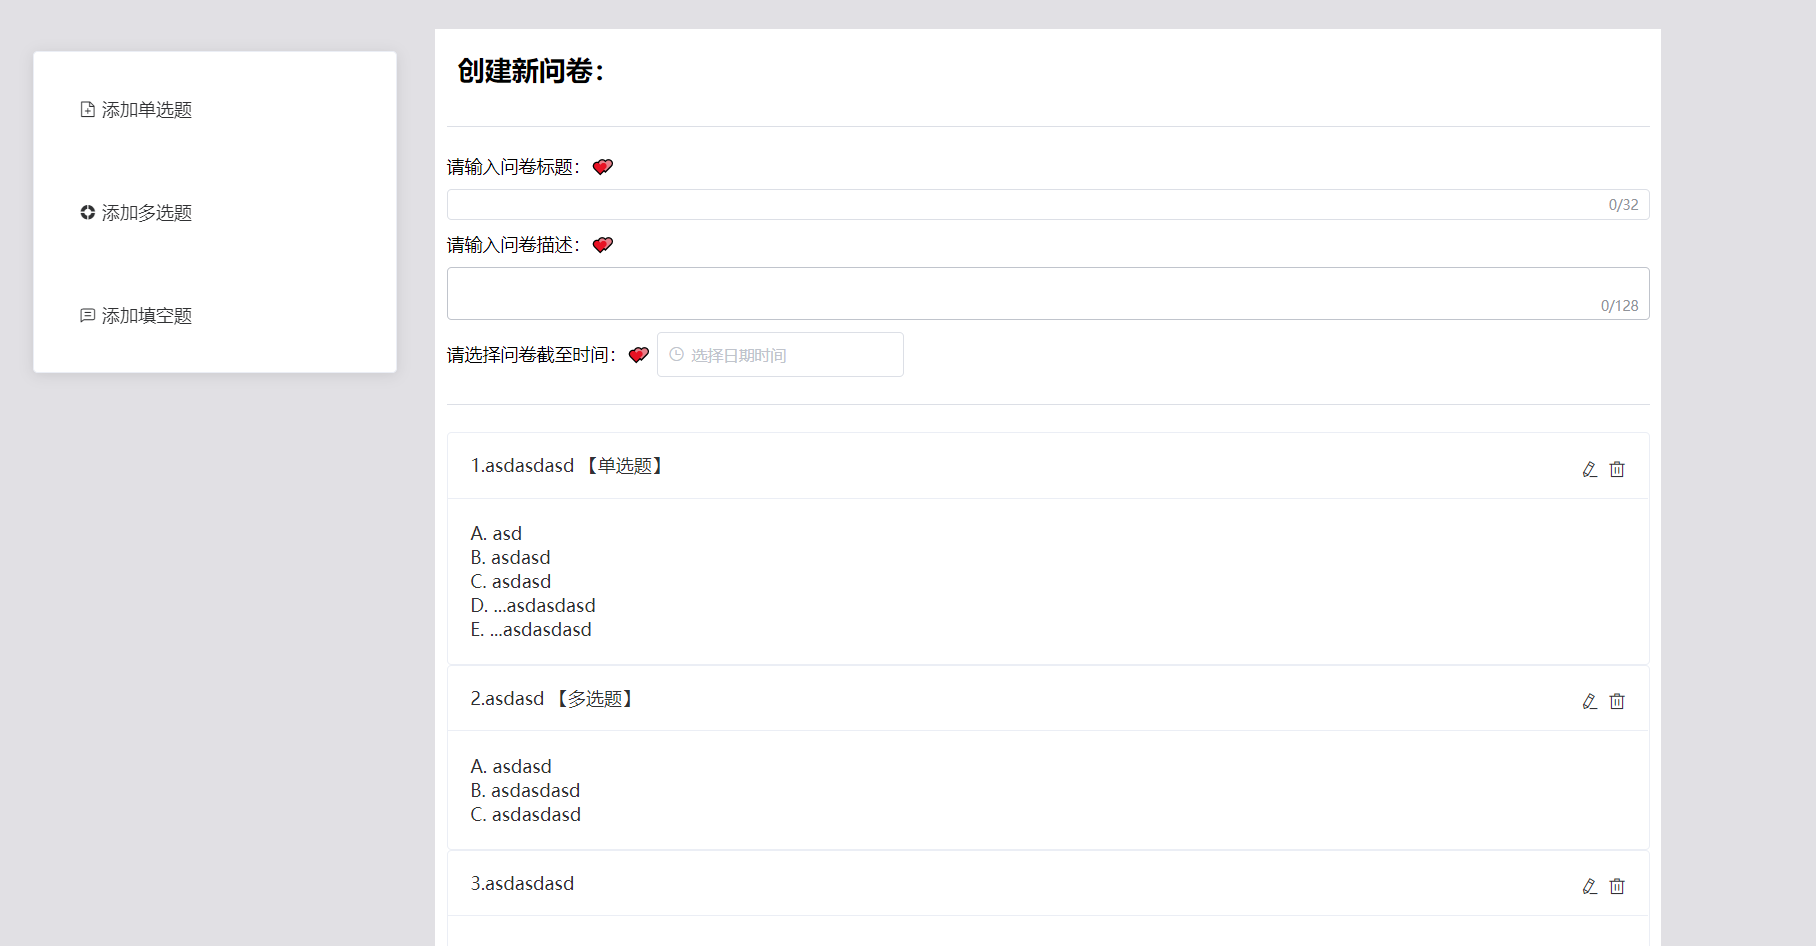 添加单选题
添加多选题
添加填空题
创建新问卷：
请输入问卷标题：
0/32
请输入问卷描述：
0/128
请选择问卷截至时间：
选择日期时间
1.asdasdasd 【单选题】
A. asd
B. asdasd
C. asdasd
D. ...asdasdasd
E. ...asdasdasd
2.asdasd 【多选题】
A. asdasd
B. asdasdasd
C. asdasdasd
3.asdasdasd